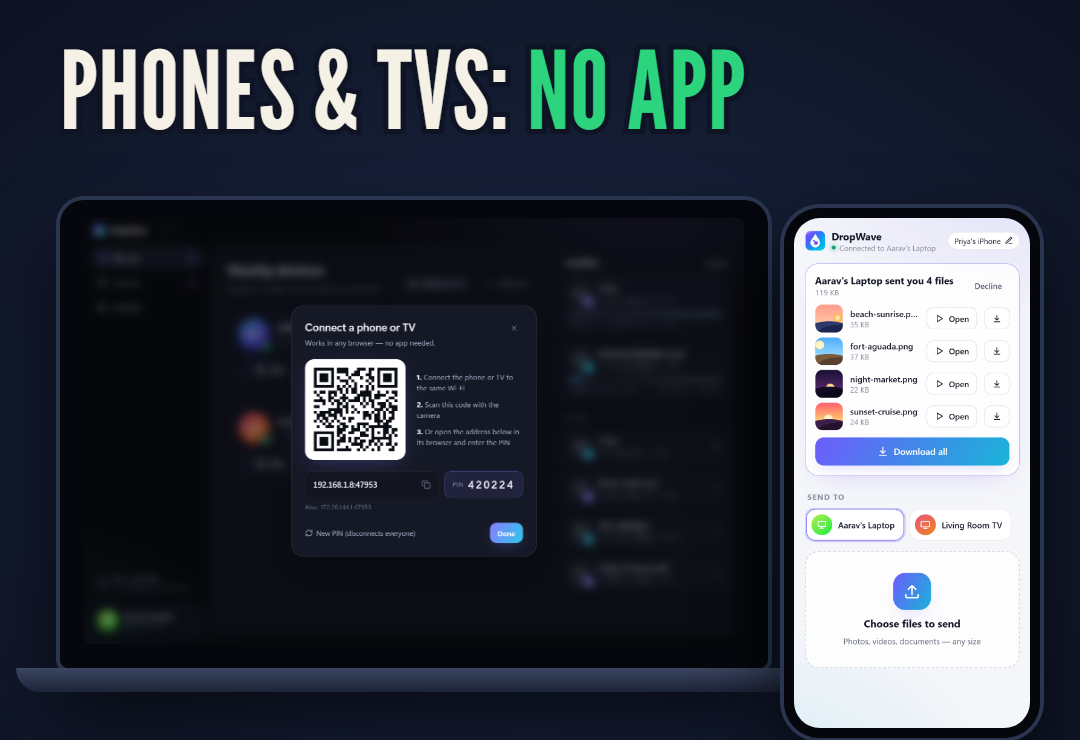 PHONES & TVS: NO APP
Connect a phone or TV
Works in any browser — no app needed.
1. Connect the phone or TV to
the same Wi-Fi
2. Scan this code with the
camera
3. Or open the address below in
its browser and enter the PIN
192.168.1.8:47953
PIN 420224
New PIN (disconnects everyone)
Done
DropWave
Connected to Aarav's Laptop
Priya's iPhone
Aarav's Laptop sent you 4 files
119 KB
Decline
beach-sunrise.p...
35 KB
Open
fort-aguada.png
37 KB
Open
night-market.png
22 KB
Open
sunset-cruise.png
24 KB
Open
Download all
SEND TO
Aarav's Laptop
Living Room TV
Choose files to send
Photos, videos, documents — any size